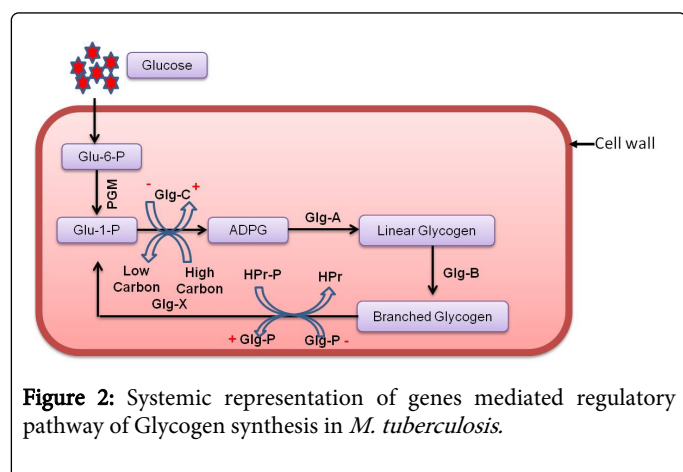 Glucose
Cell wall
Glu-6-P
PGM
- Glg-C +
Glu-1-P
ADPG
Glg-A
Linear Glycogen
Low Carbon
High Carbon
Glg-X
HPr-P
HPr
Glg-B
Branched Glycogen
+ Glg-P
Glg-P -
Figure 2: Systemic representation of genes mediated regulatory
pathway of Glycogen synthesis in M. tuberculosis.